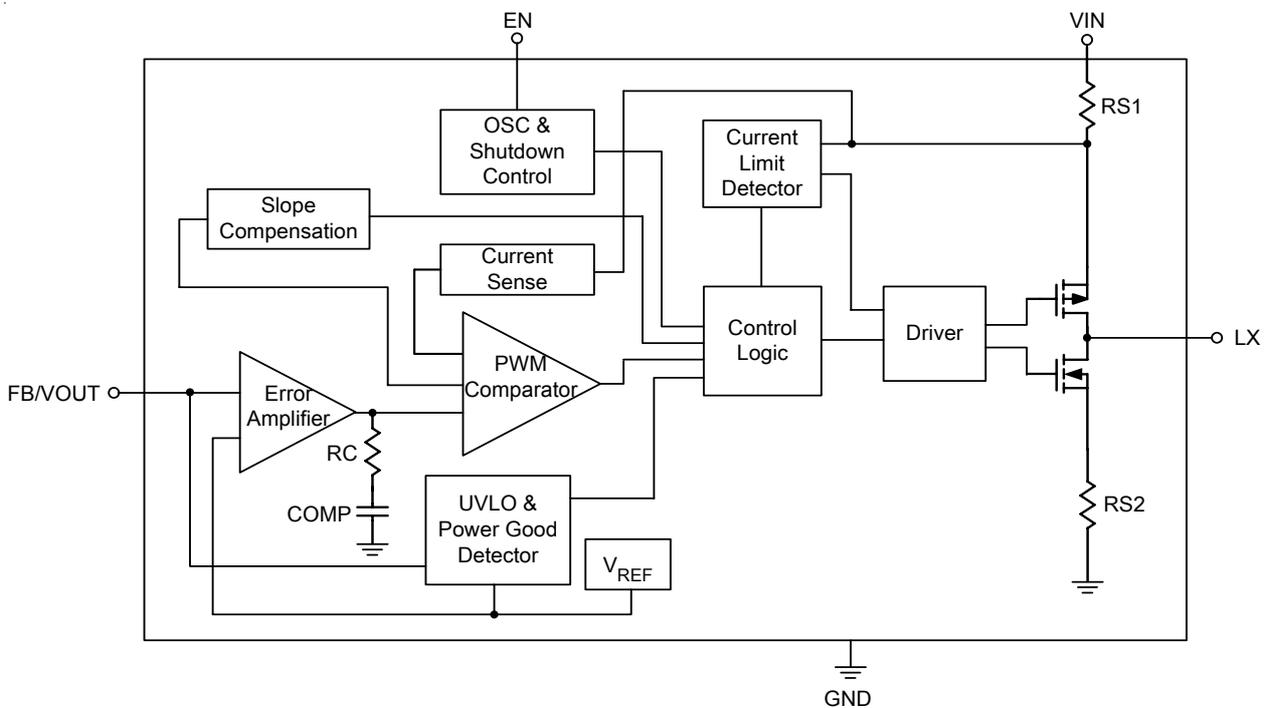 EN
VIN
RS1
OSC &
Shutdown
Control
Current
Limit
Detector
Slope
Compensation
Current
Sense
Control
Logic
Driver
LX
PWM
Comparator
FB/VOUT
Error
Amplifier
RC
COMP
UVLO &
Power Good
Detector
VREF
RS2
GND